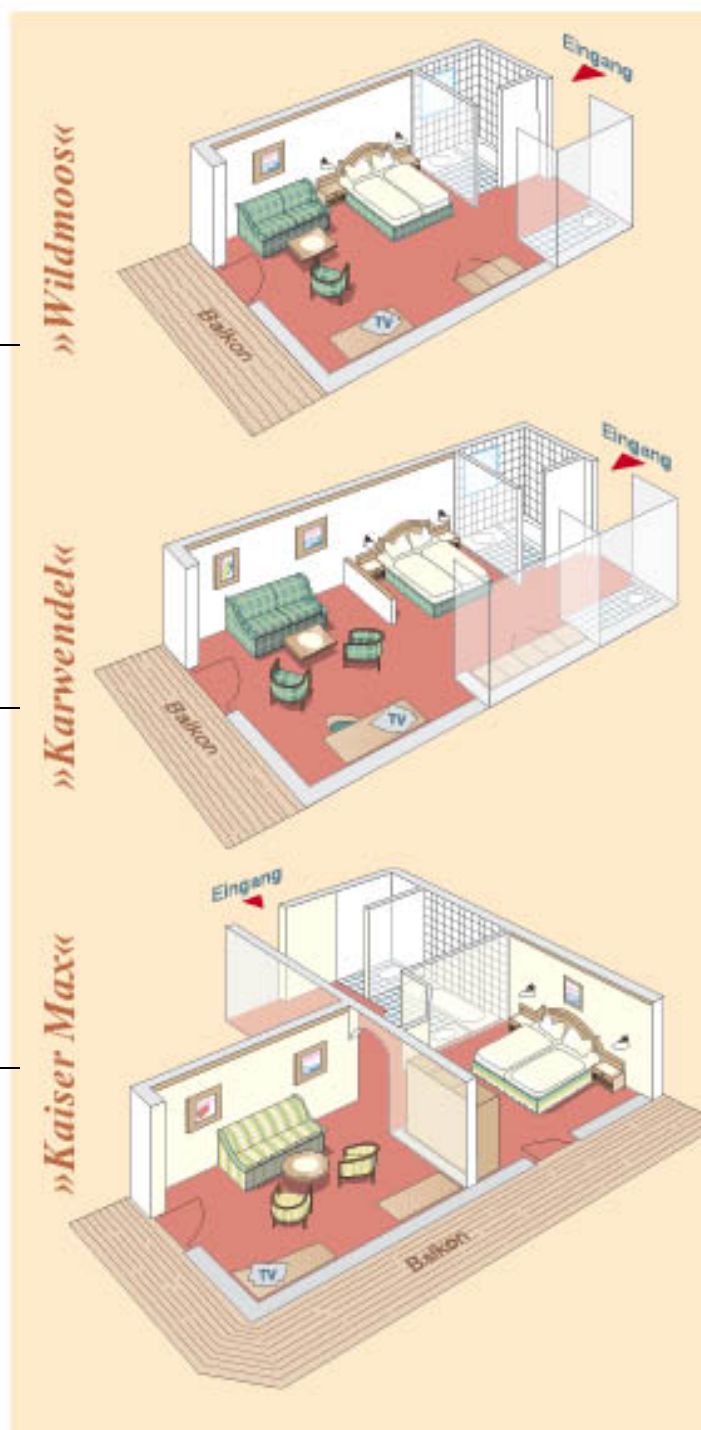 Eingang
»Wildmoos«
TV
Balkon
Eingang
»Karwendel«
TV
Balkon
Eingang
»Kaiser Max«
Balkon
TV